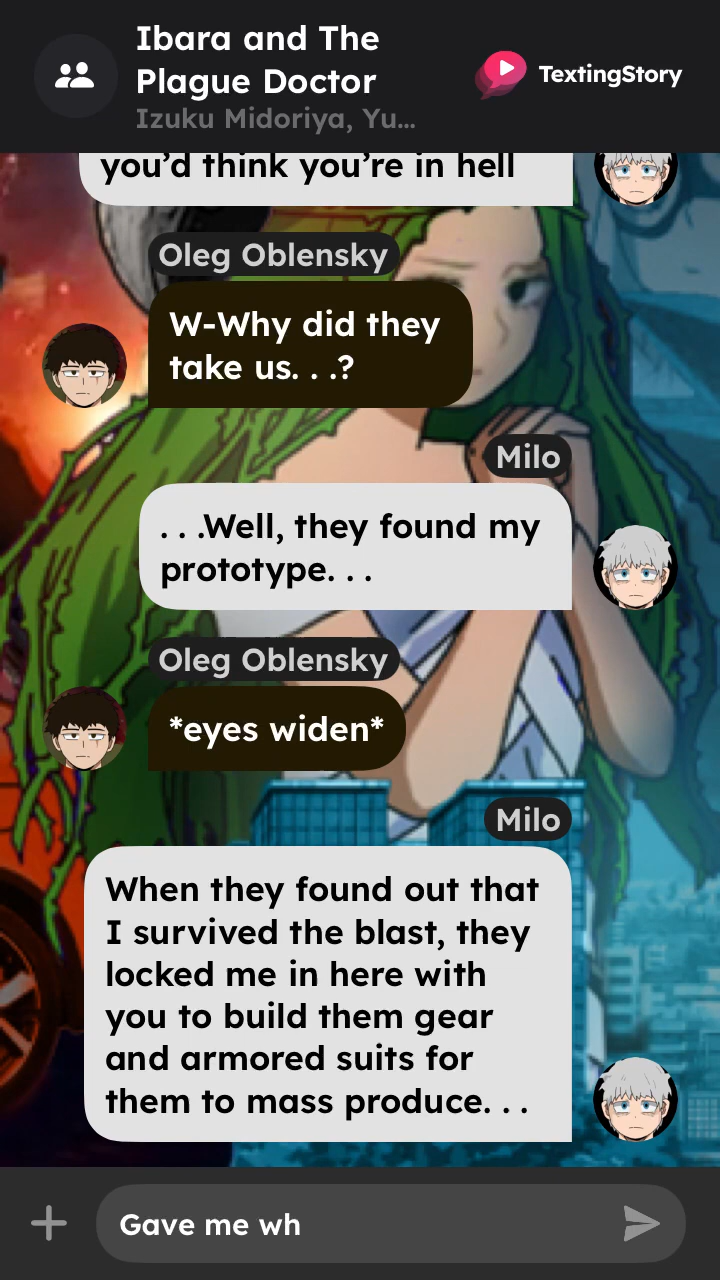 Ibara and The
Plague Doctor
Izuku Midoriya, Yu...
TextingStory
you'd think you're in hell
Oleg Oblensky
W-Why did they
take us. . .?
Milo
. . .Well, they found my
prototype. . .
Oleg Oblensky
*eyes widen*
Milo
When they found out that
I survived the blast, they
locked me in here with
you to build them gear
and armored suits for
them to mass produce. . .
Gave me wh